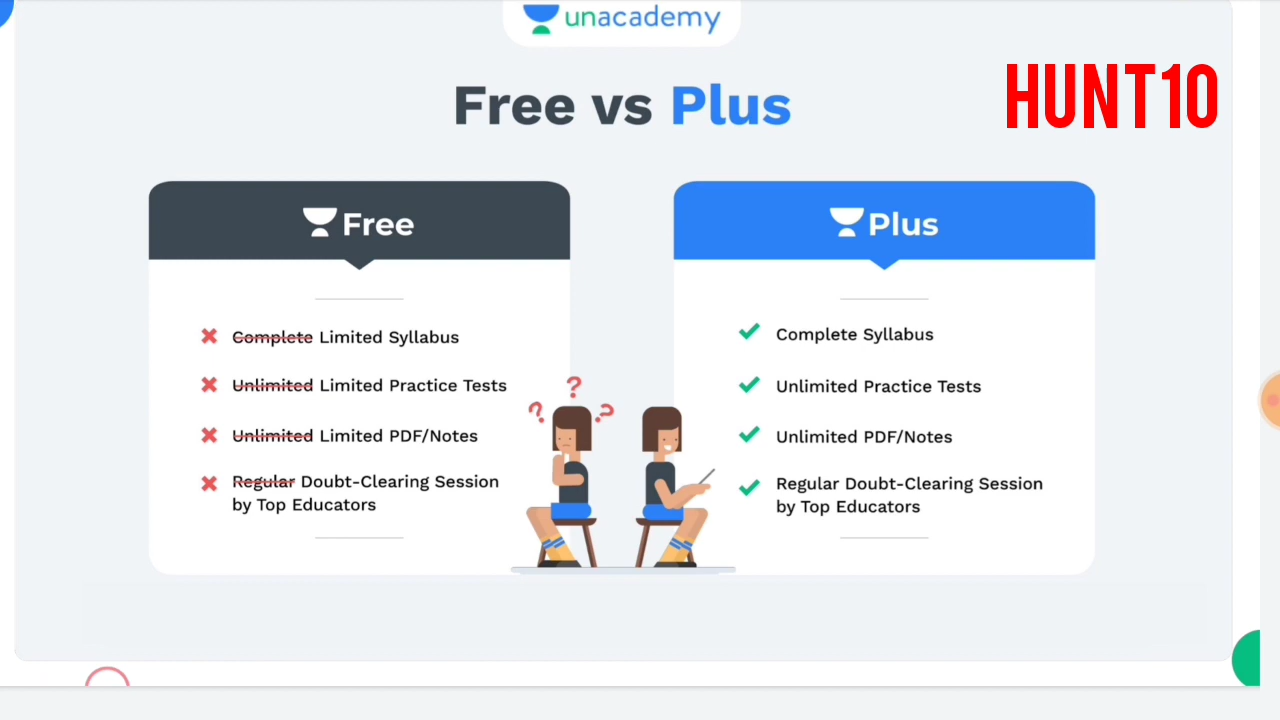 unacademy
Free vs Plus
HUNT10
Free
Complete Limited Syllabus
Unlimited Limited Practice Tests
Unlimited Limited PDF/Notes
Regular Doubt-Clearing Session
by Top Educators
? ? ?
Plus
Complete Syllabus
Unlimited Practice Tests
Unlimited PDF/Notes
Regular Doubt-Clearing Session
by Top Educators